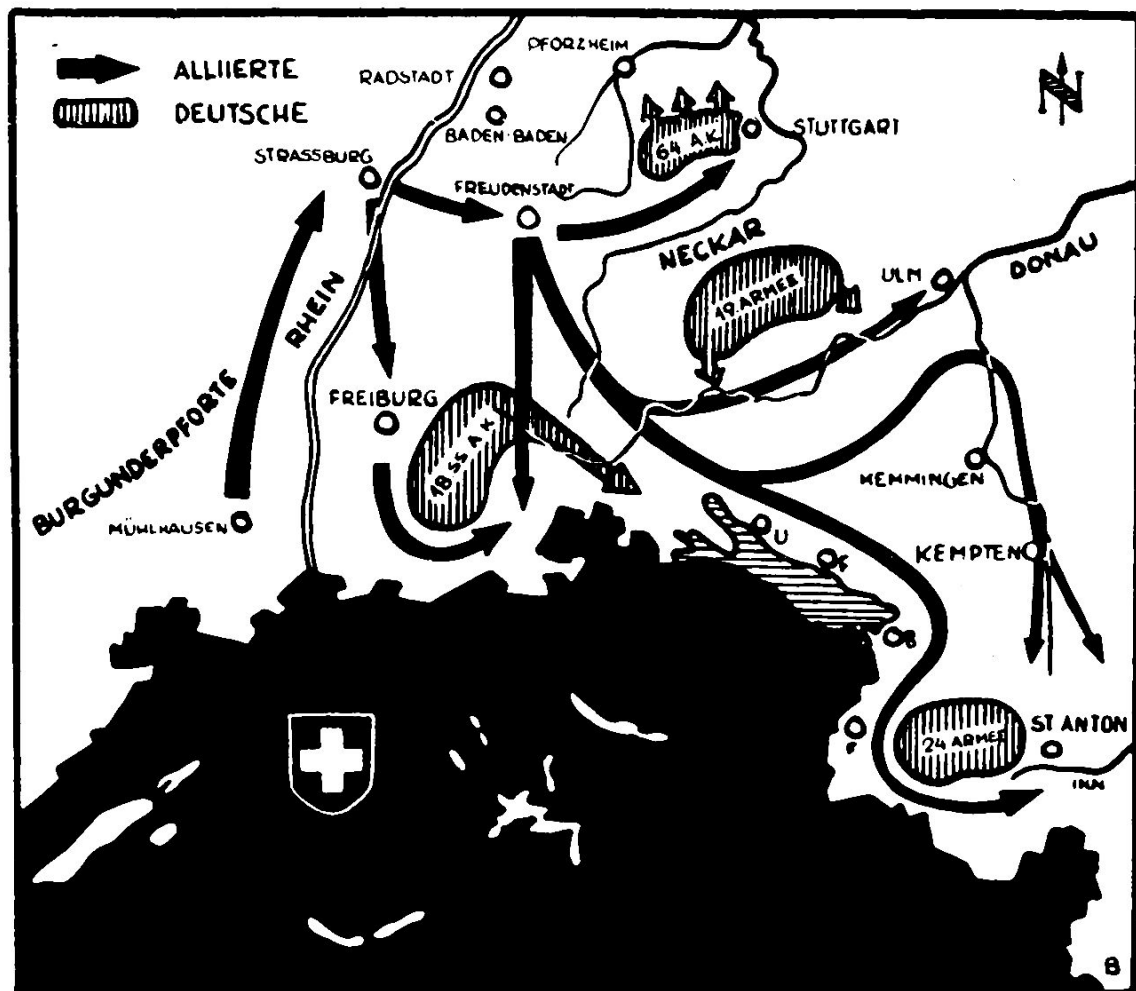 ALLIIERTE
DEUTSCHE
PFORZHEIM
RADSTADT
BADEN-BADEN
STRASSBURG
FREUDENSTADT
64 A.K.
STUTTGART
NECKAR
19. ARMEE
ULM
DONAU
RHEIN
BURGUNDERPFORTE
FREIBURG
18 SS A.K.
MÜHLHAUSEN
MEMMINGEN
KEMPTEN
U
F
B
F
24 ARMEE
ST ANTON
INN
B
N